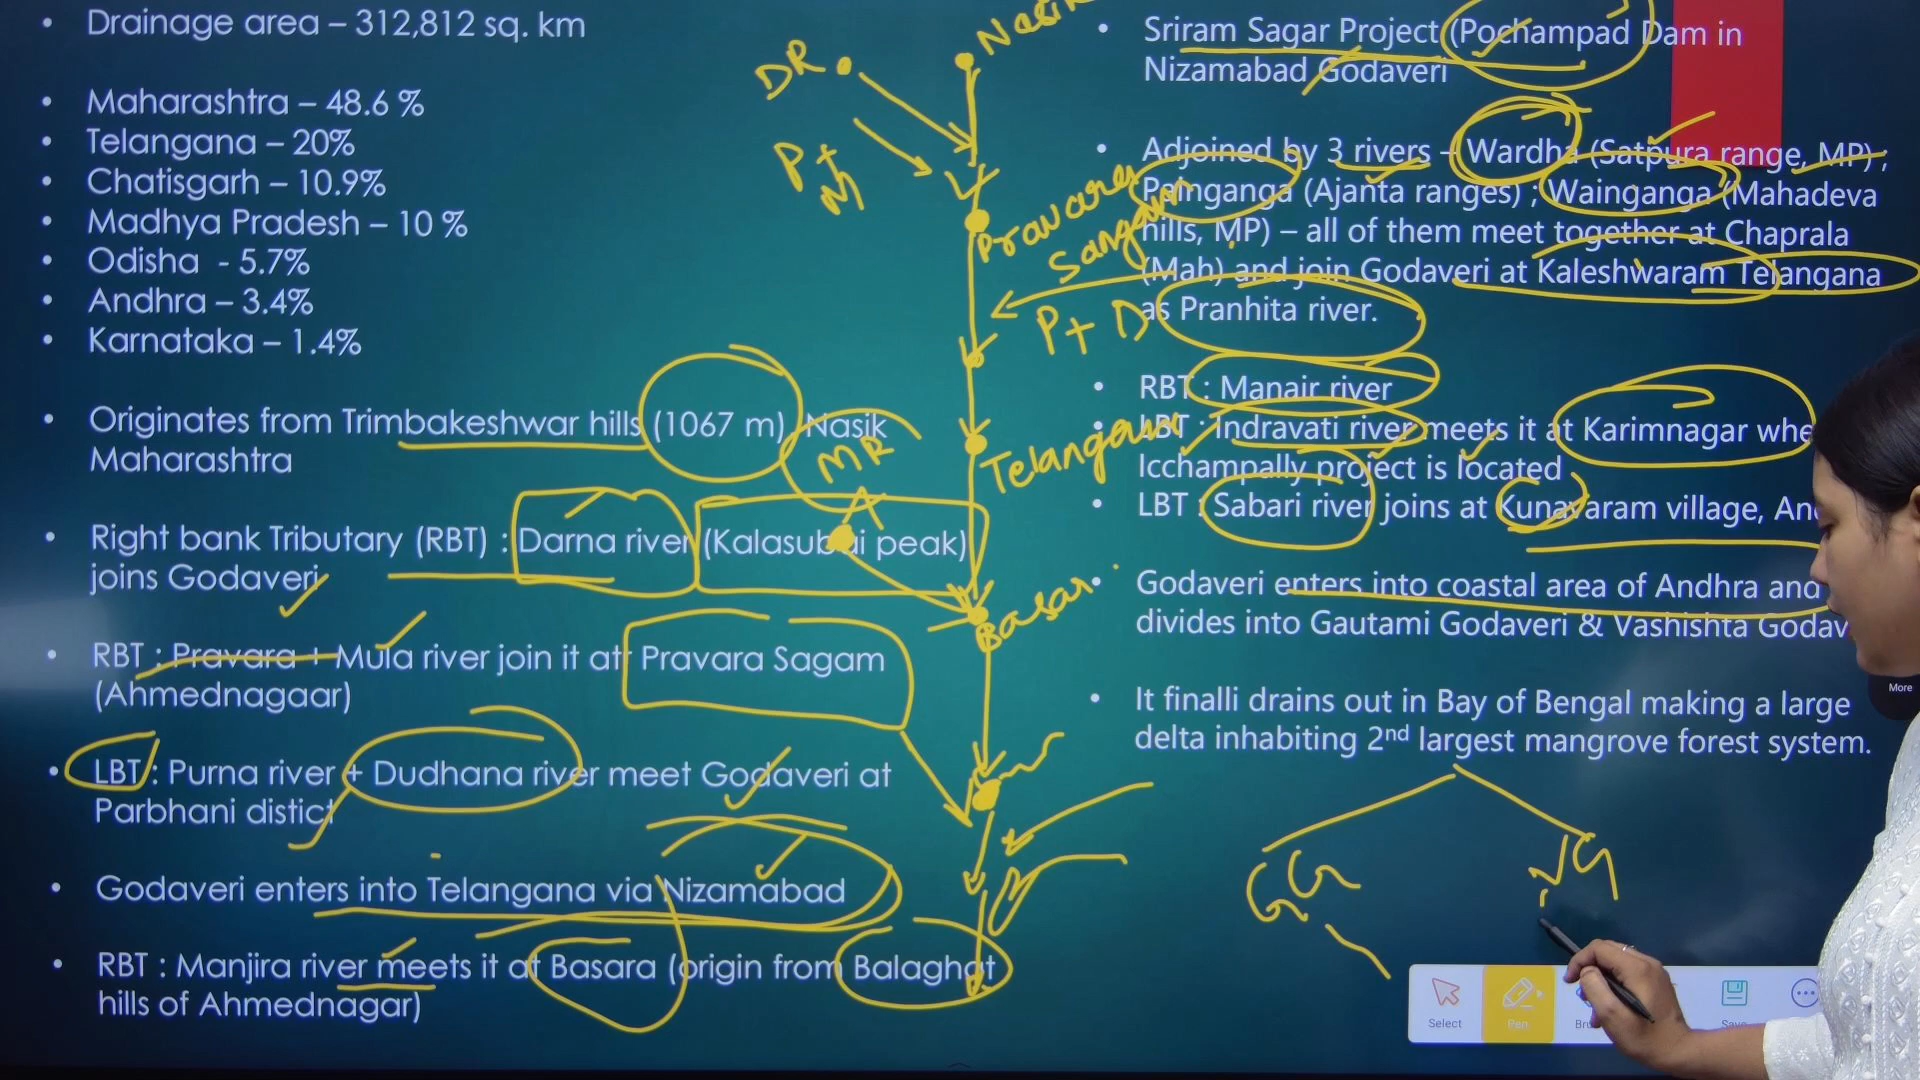 • Drainage area – 312,812 sq. km
• Maharashtra – 48.6 %
• Telangana – 20%
• Chatisgarh – 10.9%
• Madhya Pradesh – 10 %
• Odisha - 5.7%
• Andhra – 3.4%
• Karnataka – 1.4%
• Originates from Trimbakeshwar hills (1067 m) Nasik
Maharashtra
• Right bank Tributary (RBT) : Darna river (Kalasubai peak)
joins Godaveri
• RBT : Pravara + Mula river join it at Pravara Sagam
(Ahmednagaar)
• LBT : Purna river + Dudhana river meet Godaveri at
Parbhani distict
• Godaveri enters into Telangana via Nizamabad
• RBT : Manjira river meets it at Basara (origin from Balaghat
hills of Ahmednagar)
Nasik
DR
P+
M
Pravara
Sangam
P+ D
Telangana
MR
Basar
• Sriram Sagar Project (Pochampad Dam in
Nizamabad Godaveri
• Adjoined by 3 rivers – Wardha (Satpura range, MP) ;
Painganga (Ajanta ranges) ; Wainganga (Mahadeva
hills, MP) – all of them meet together at Chaprala
(Mah) and join Godaveri at Kaleshwaram Telangana
as Pranhita river.
• RBT : Manair river
• LBT : Indravati river meets it at Karimnagar whe
Icchampally project is located
• LBT : Sabari river joins at Kunavaram village, An
• Godaveri enters into coastal area of Andhra and
divides into Gautami Godaveri & Vashishta Godav
• It finalli drains out in Bay of Bengal making a large
delta inhabiting 2nd largest mangrove forest system.
GG
VG
More
Select
Pen
Save